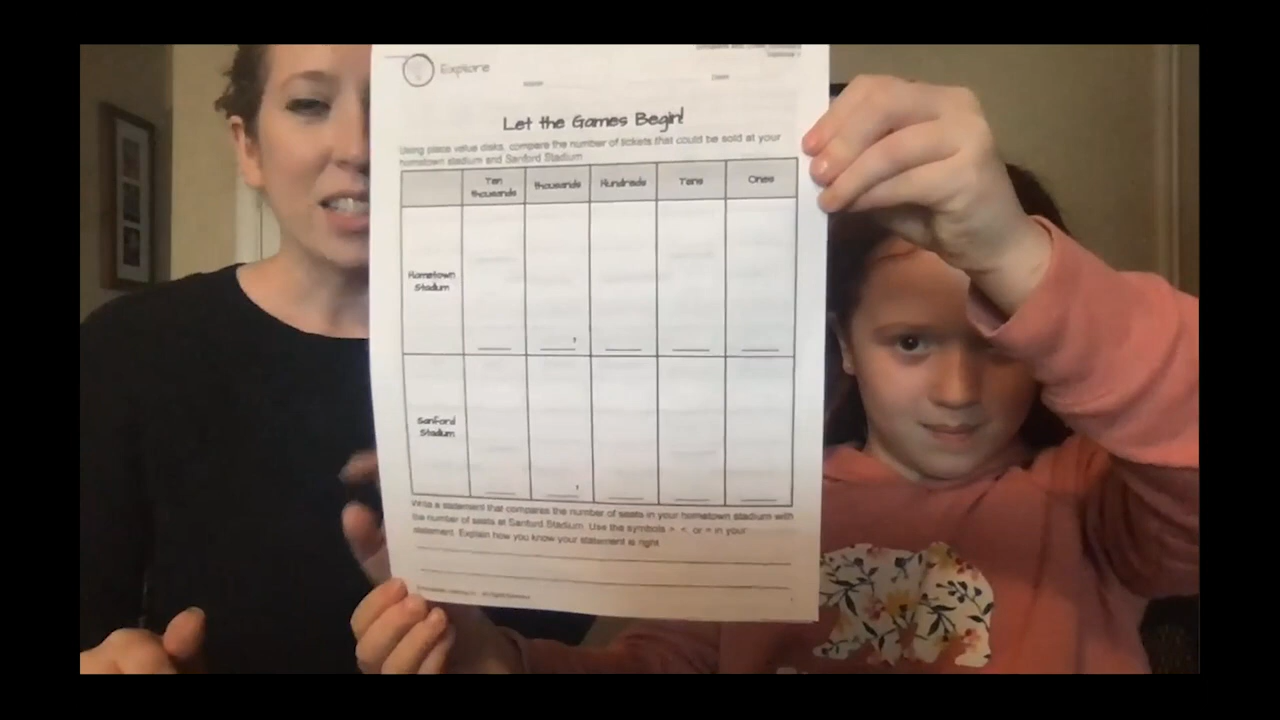 Explore
Name
Date
Let the Games Begin!
Using place value disks, compare the number of tickets that could be sold at your
hometown stadium and Sanford Stadium
Ten thousands Thousands Hundreds Tens Ones
Hometown
Stadium
,
Sanford
Stadium
,
Write a statement that compares the number of seats in your hometown stadium with
the number of seats at Sanford Stadium. Use the symbols >, <, or = in your
statement. Explain how you know your statement is right